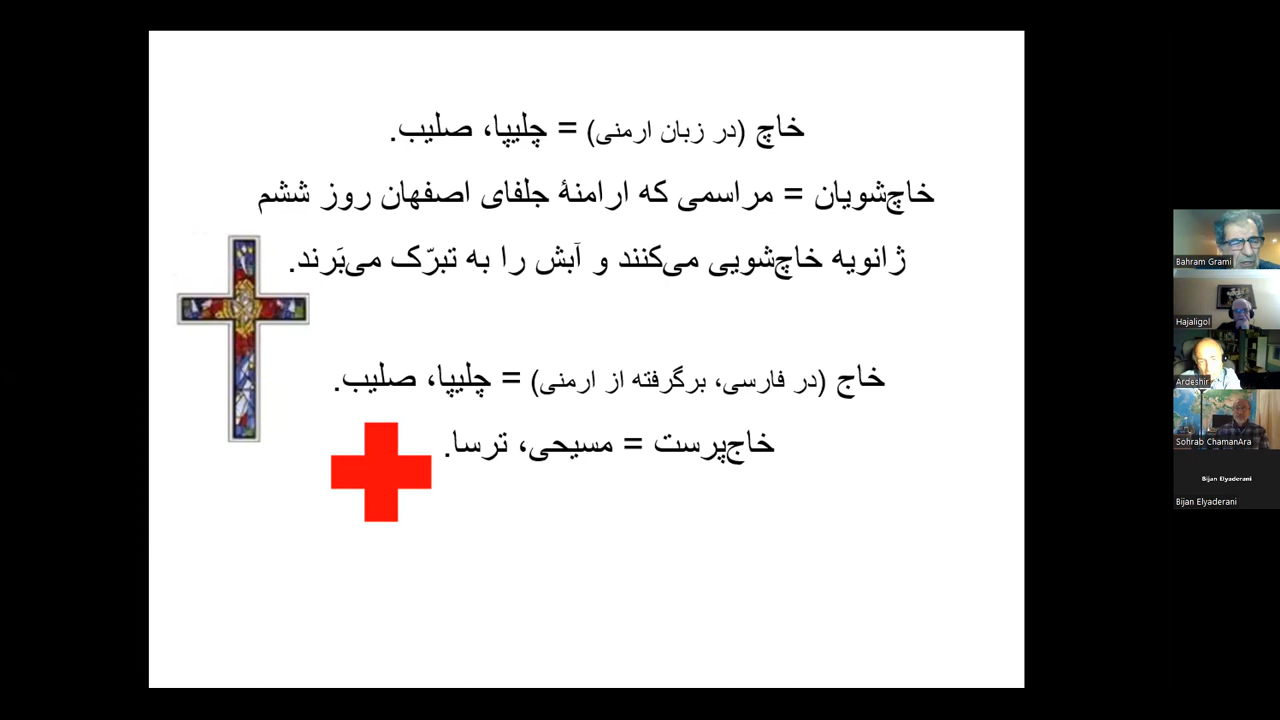 خاچ (در زبان ارمنی) = چلیپا، صلیب.
خاچ‌شویان = مراسمی که ارامنهٔ جلفای اصفهان روز ششم
ژانویه خاچ‌شویی می‌کنند و آبش را به تبرّک می‌بَرند.
خاج (در فارسی، برگرفته از ارمنی) = چلیپا، صلیب.
خاج‌پرست = مسیحی، ترسا.
Bahram Grami
Hajaligol
Ardeshir
Sohrab ChamanAra
Bijan Elyaderani
Bijan Elyaderani